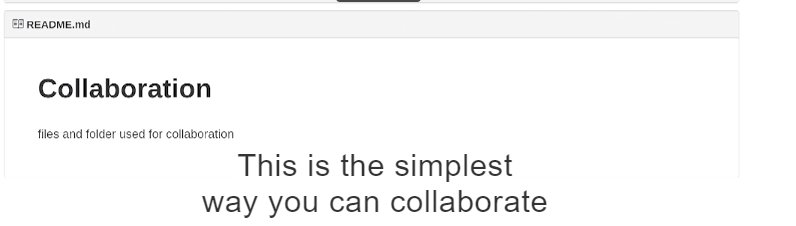 README.md
Collaboration
files and folder used for collaboration
This is the simplest
way you can collaborate